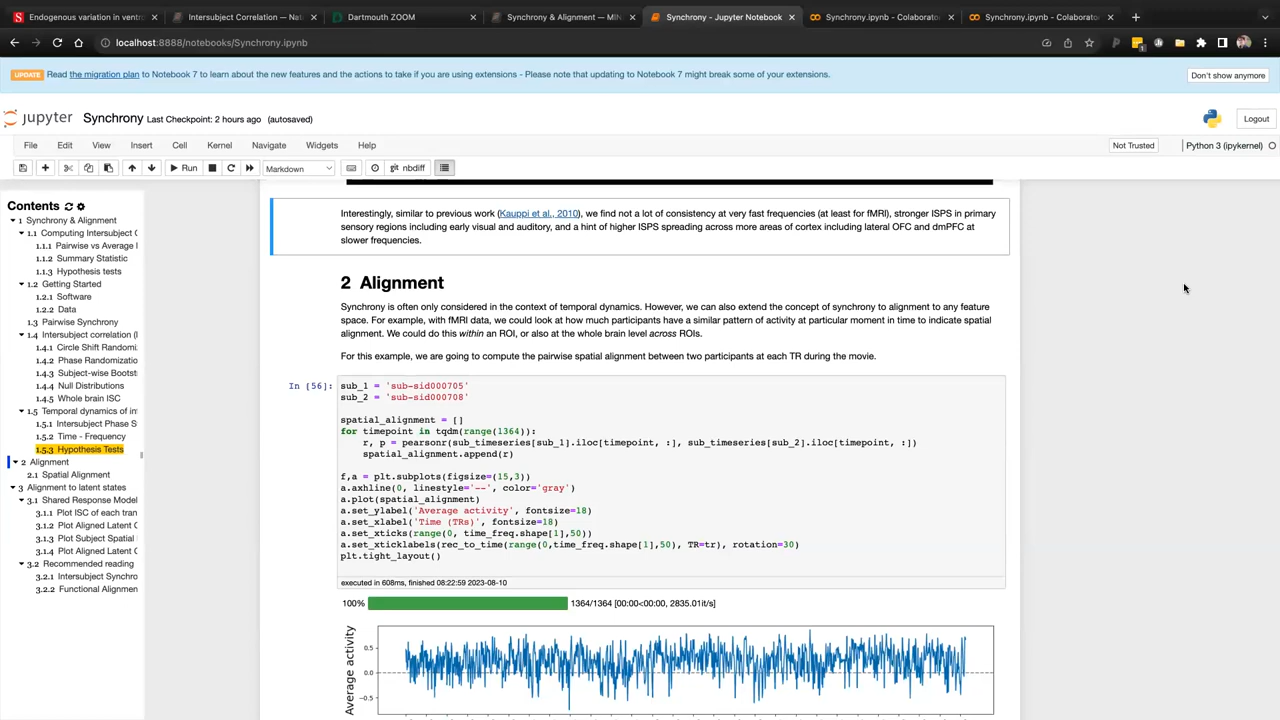 Endogenous variation in ventro
Intersubject Correlation — Nat
Dartmouth ZOOM
Synchrony & Alignment — MIN
Synchrony - Jupyter Notebook
Synchrony.ipynb - Colaborato
Synchrony.ipynb - Colaborato
localhost:8888/notebooks/Synchrony.ipynb
UPDATE Read the migration plan to Notebook 7 to learn about the new features and the actions to take if you are using extensions - Please note that updating to Notebook 7 might break some of your extensions.
Don't show anymore
jupyter Synchrony Last Checkpoint: 2 hours ago (autosaved)
Logout
File Edit View Insert Cell Kernel Navigate Widgets Help
Not Trusted
Python 3 (ipykernel)
Run
Markdown
nbdiff
Contents
1 Synchrony & Alignment
1.1 Computing Intersubject C
1.1.1 Pairwise vs Average I
1.1.2 Summary Statistic
1.1.3 Hypothesis tests
1.2 Getting Started
1.2.1 Software
1.2.2 Data
1.3 Pairwise Synchrony
1.4 Intersubject correlation (I
1.4.1 Circle Shift Randomi
1.4.2 Phase Randomizatio
1.4.3 Subject-wise Bootst
1.4.4 Null Distributions
1.4.5 Whole brain ISC
1.5 Temporal dynamics of in
1.5.1 Intersubject Phase S
1.5.2 Time - Frequency
1.5.3 Hypothesis Tests
2 Alignment
2.1 Spatial Alignment
3 Alignment to latent states
3.1 Shared Response Model
3.1.1 Plot ISC of each tran
3.1.2 Plot Aligned Latent C
3.1.3 Plot Subject Spatial
3.1.4 Plot Aligned Latent C
3.2 Recommended reading
3.2.1 Intersubject Synchro
3.2.2 Functional Alignmen
Interestingly, similar to previous work (Kauppi et al., 2010), we find not a lot of consistency at very fast frequencies (at least for fMRI), stronger ISPS in primary
sensory regions including early visual and auditory, and a hint of higher ISPS spreading across more areas of cortex including lateral OFC and dmPFC at
slower frequencies.
2 Alignment
Synchrony is often only considered in the context of temporal dynamics. However, we can also extend the concept of synchrony to alignment to any feature
space. For example, with fMRI data, we could look at how much participants have a similar pattern of activity at particular moment in time to indicate spatial
alignment. We could do this within an ROI, or also at the whole brain level across ROIs.
For this example, we are going to compute the pairwise spatial alignment between two participants at each TR during the movie.
In [56]:
sub_1 = 'sub-sid000705'
sub_2 = 'sub-sid000708'
spatial_alignment = []
for timepoint in tqdm(range(1364)):
    r, p = pearsonr(sub_timeseries[sub_1].iloc[timepoint, :], sub_timeseries[sub_2].iloc[timepoint, :])
    spatial_alignment.append(r)
f,a = plt.subplots(figsize=(15,3))
a.axhline(0, linestyle='--', color='gray')
a.plot(spatial_alignment)
a.set_ylabel('Average activity', fontsize=18)
a.set_xlabel('Time (TRs)', fontsize=18)
a.set_xticks(range(0, time_freq.shape[1],50))
a.set_xticklabels(rec_to_time(range(0,time_freq.shape[1],50), TR=tr), rotation=30)
plt.tight_layout()
executed in 608ms, finished 08:22:59 2023-08-10
100% 1364/1364 [00:00<00:00, 2835.01it/s]
Average activity
0.5
0.0
−0.5